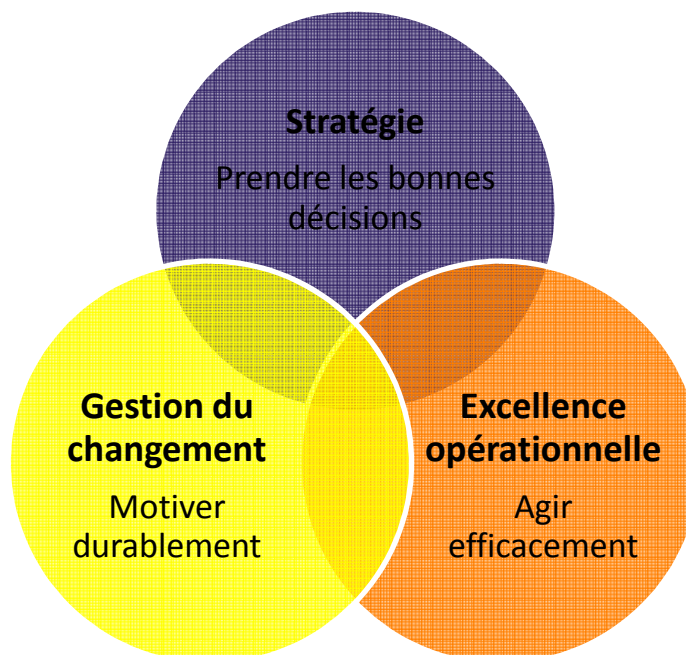 Stratégie
Prendre les bonnes
décisions
Gestion du
changement
Motiver
durablement
Excellence
opérationnelle
Agir
efficacement